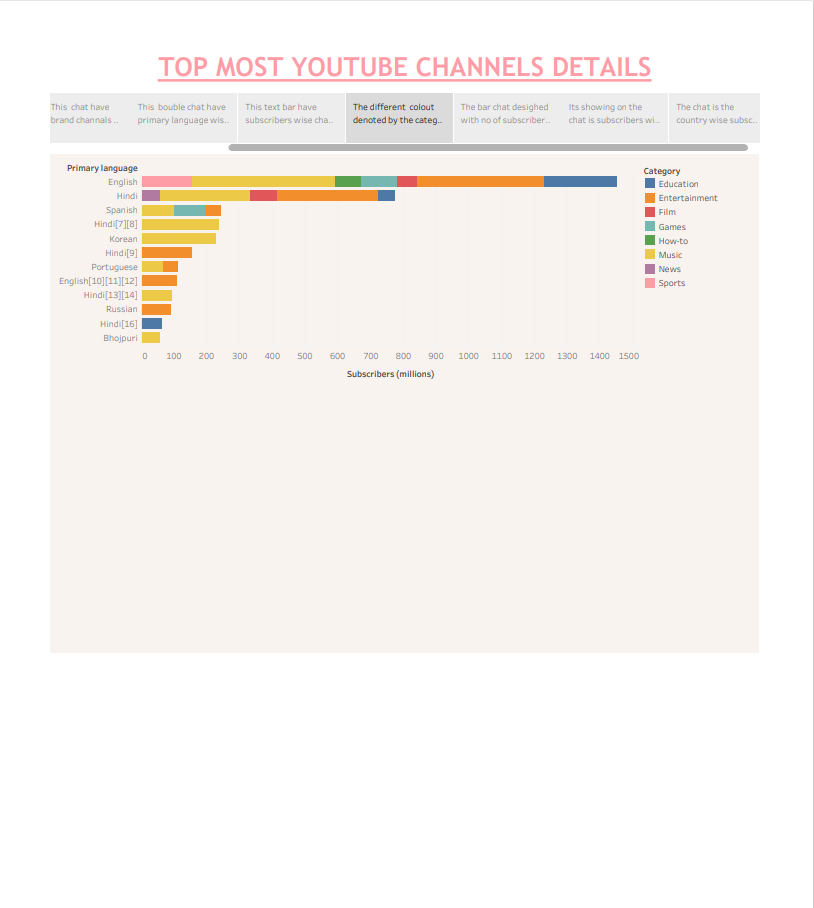 TOP MOST YOUTUBE CHANNELS DETAILS
This chat have
brand channels ..
This bouble chat have
primary language wis..
This text bar have
subscribers wise cha..
The different colout
denoted by the categ..
The bar chat desighed
with no of subscriber..
Its showing on the
chat is subscribers wi..
The chat is the
country wise subsc..
Primary language
English
Hindi
Spanish
Hindi[7][8]
Korean
Hindi[9]
Portuguese
English[10][11][12]
Hindi[13][14]
Russian
Hindi[16]
Bhojpuri
0 100 200 300 400 500 600 700 800 900 1000 1100 1200 1300 1400 1500
Subscribers (millions)
Category
Education
Entertainment
Film
Games
How-to
Music
News
Sports